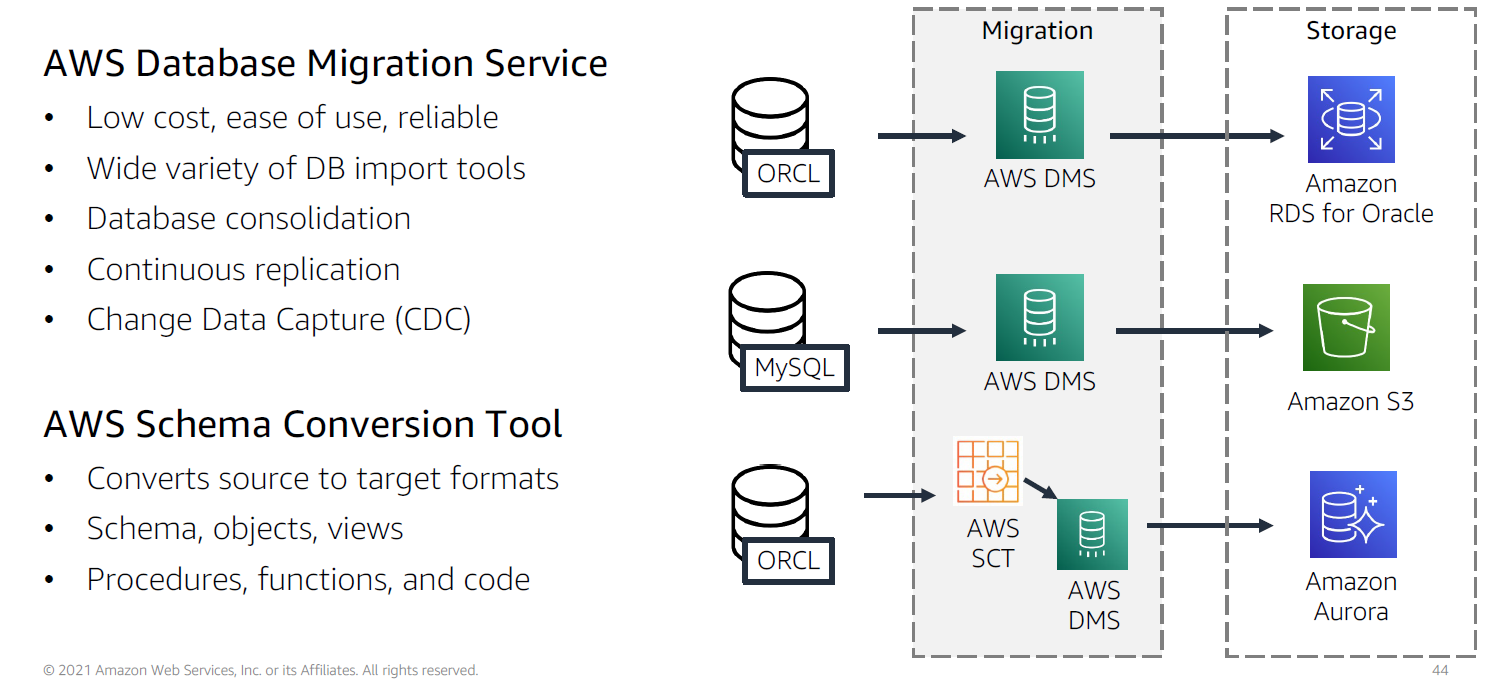 AWS Database Migration Service
• Low cost, ease of use, reliable
• Wide variety of DB import tools
• Database consolidation
• Continuous replication
• Change Data Capture (CDC)
AWS Schema Conversion Tool
• Converts source to target formats
• Schema, objects, views
• Procedures, functions, and code
Migration
Storage
ORCL
AWS DMS
Amazon
RDS for Oracle
MySQL
AWS DMS
Amazon S3
ORCL
AWS
SCT
AWS
DMS
Amazon
Aurora
© 2021 Amazon Web Services, Inc. or its Affiliates. All rights reserved.
44